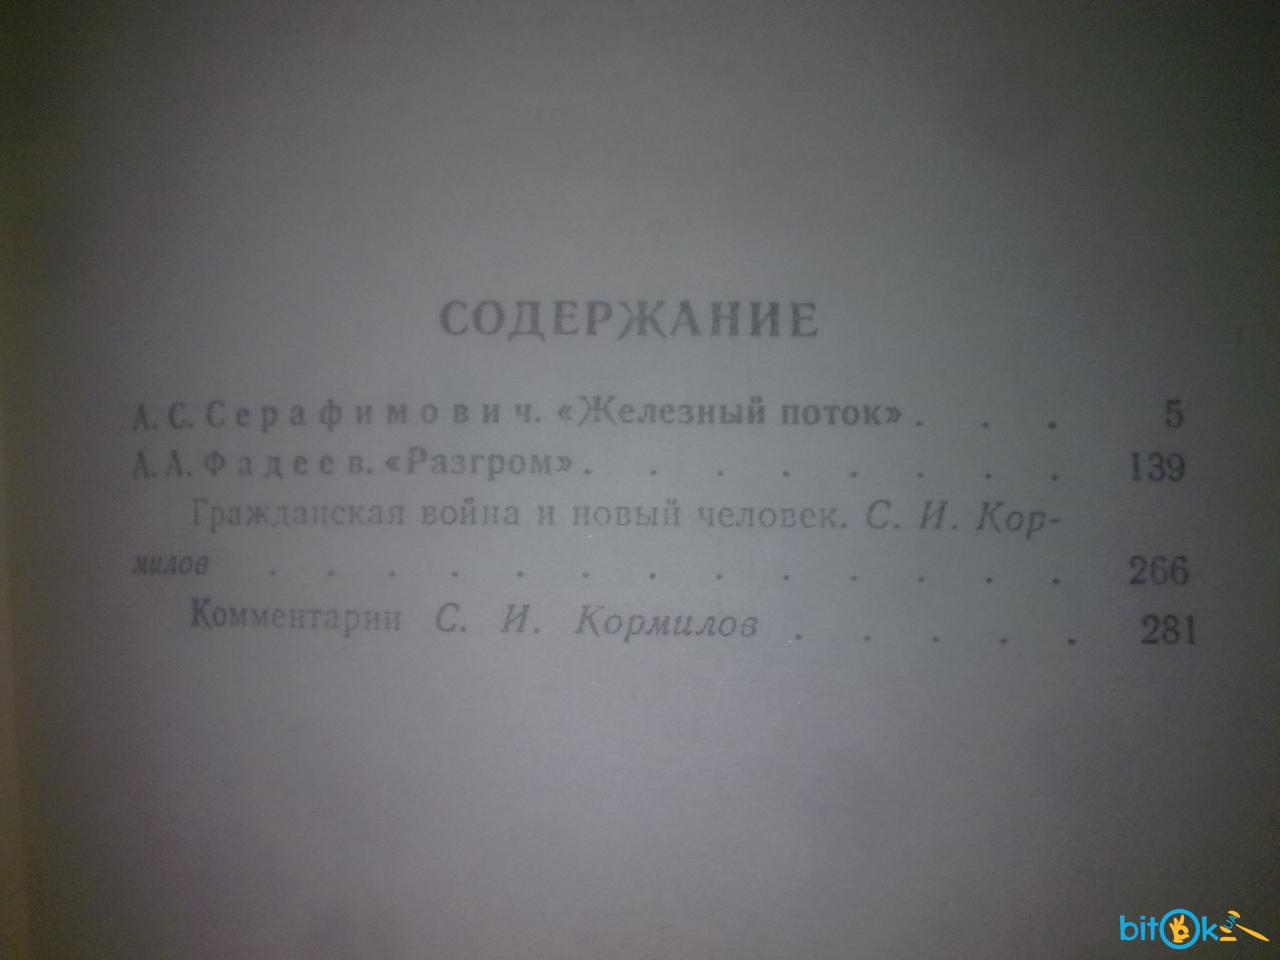 СОДЕРЖАНИЕ
А. С. Серафимович. «Железный поток» . . . 5
А. А. Фадеев. «Разгром» . . . . . . . . 139
Гражданская война и новый человек. С. И. Кор-
милов . . . . . . . . . . . . . 266
Комментарии С. И. Кормилов . . . . . 281
bitOk UA